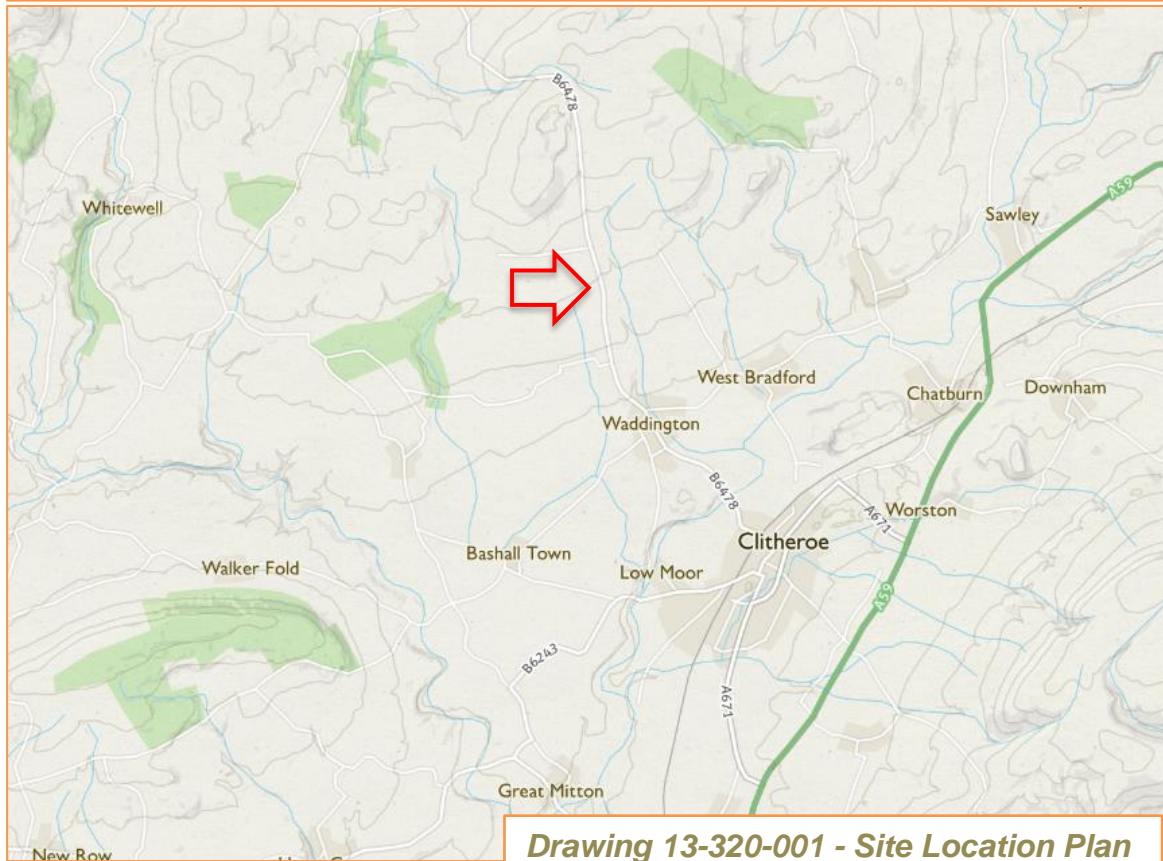 B6478
Whitewell
A59
Sawley
West Bradford
Chatburn
Downham
Waddington
B6478
A671
Worston
Clitheroe
Bashall Town
Walker Fold
Low Moor
A59
B6243
A671
Great Mitton
New Row
Drawing 13-320-001 - Site Location Plan